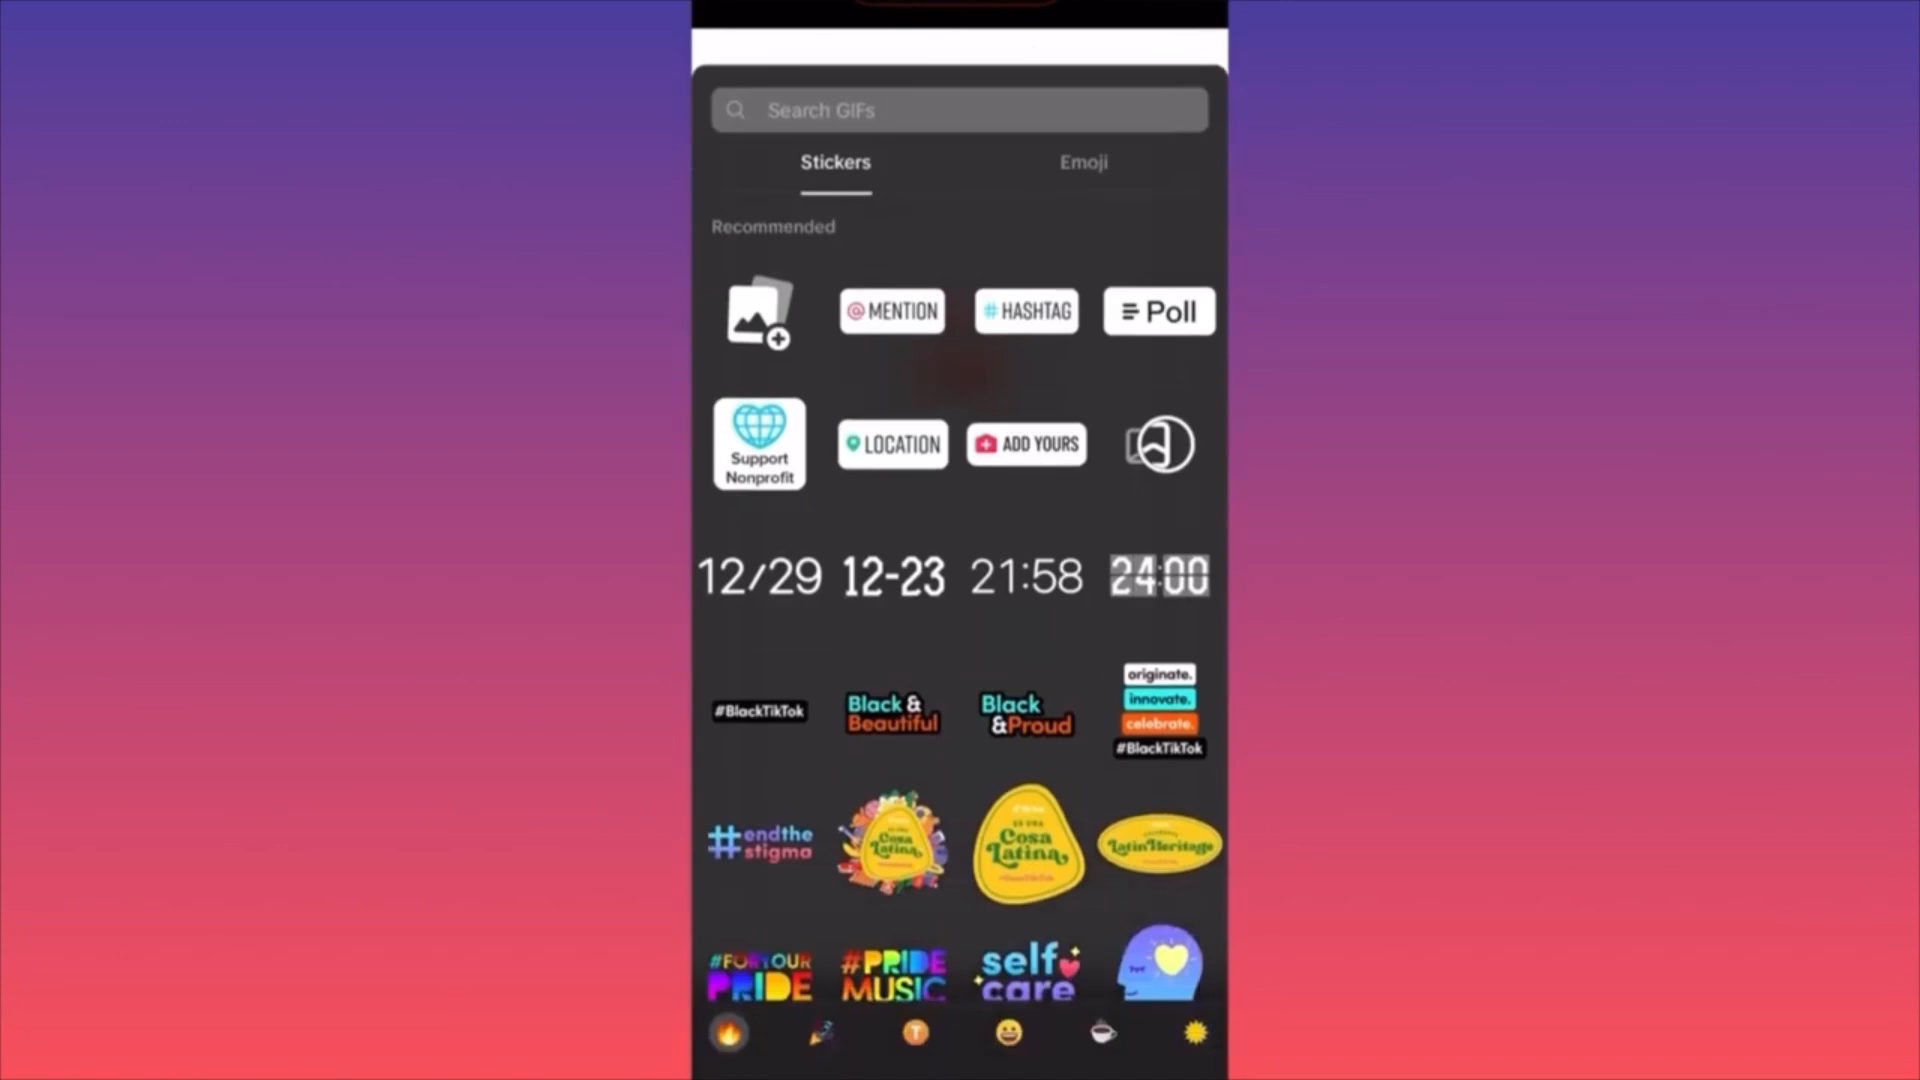 Search GIFs
Stickers
Emoji
Recommended
@ MENTION
# HASHTAG
Poll
Support
Nonprofit
LOCATION
ADD YOURS
12/29
12-23
21:58
24:00
#BlackTikTok
Black &
Beautiful
Black
&Proud
originate.
innovate.
celebrate.
#BlackTikTok
#endthe
stigma
Cosa
Latina
ES UNA
Cosa
Latina
Latin Heritage
#FOR YOUR
PRIDE
#PRIDE
MUSIC
self
care
T